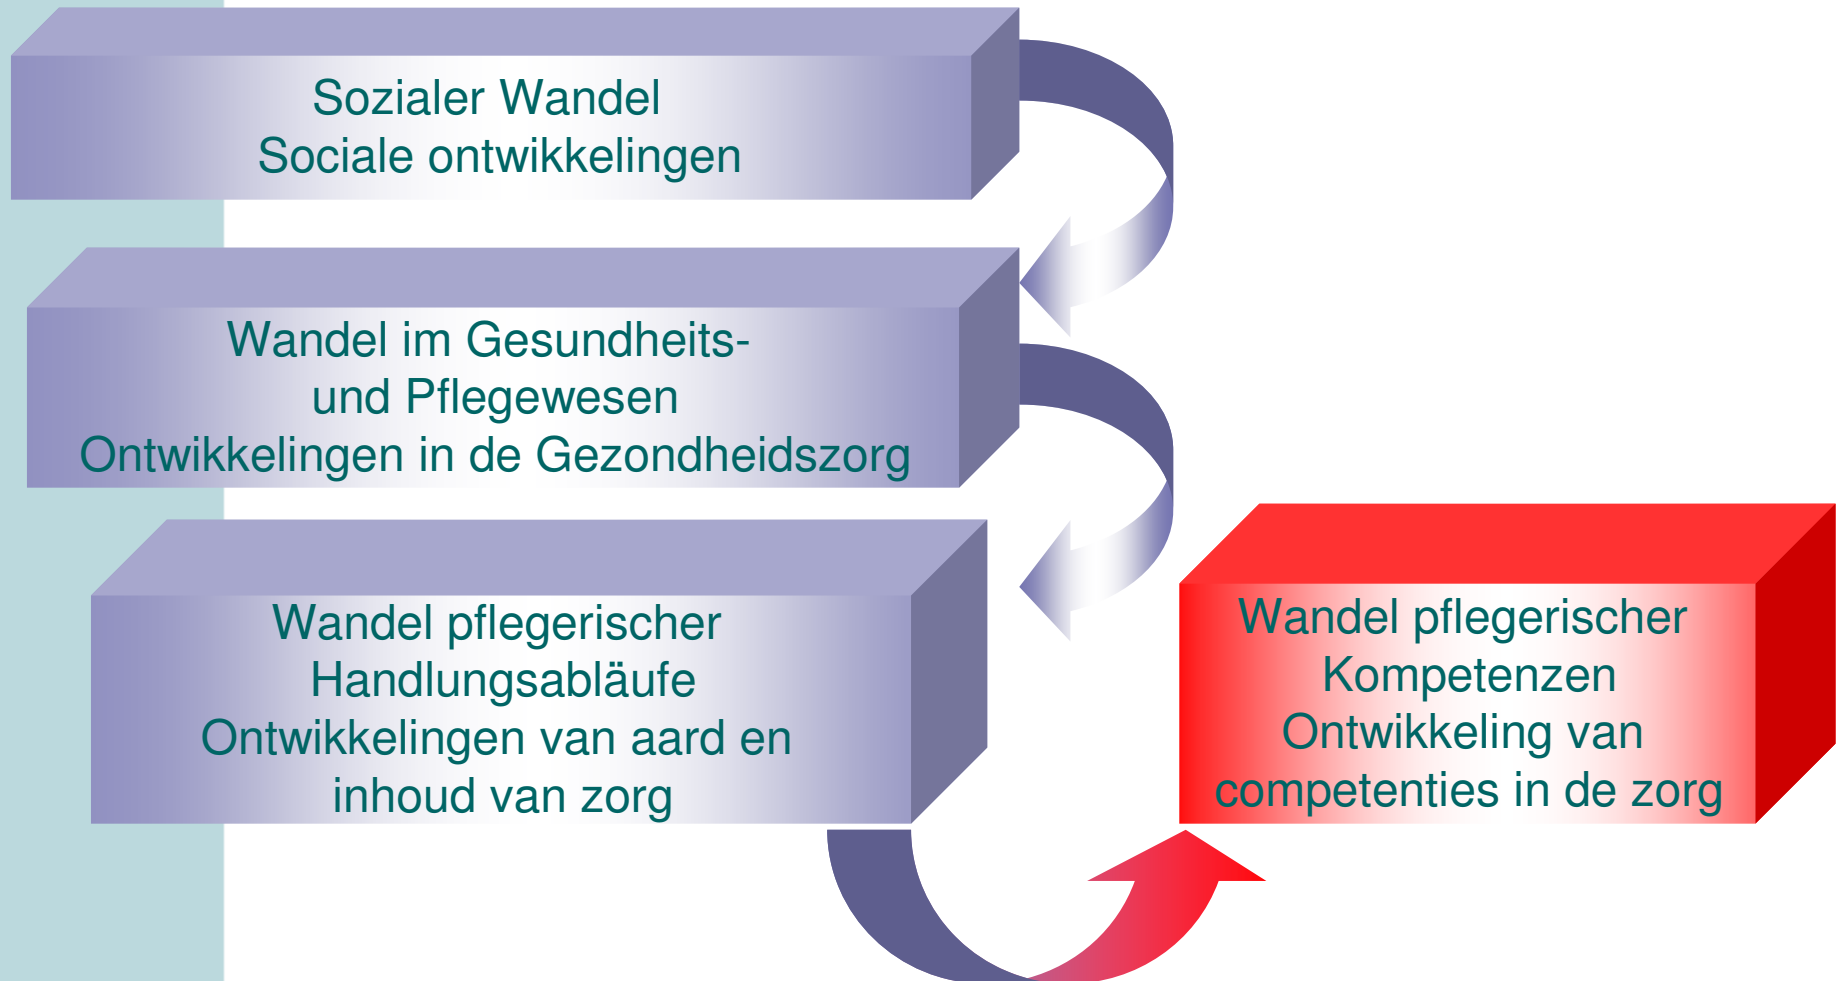 Sozialer Wandel
Sociale ontwikkelingen
Wandel im Gesundheits-
und Pflegewesen
Ontwikkelingen in de Gezondheidszorg
Wandel pflegerischer
Handlungsabläufe
Ontwikkelingen van aard en
inhoud van zorg
Wandel pflegerischer
Kompetenzen
Ontwikkeling van
competenties in de zorg